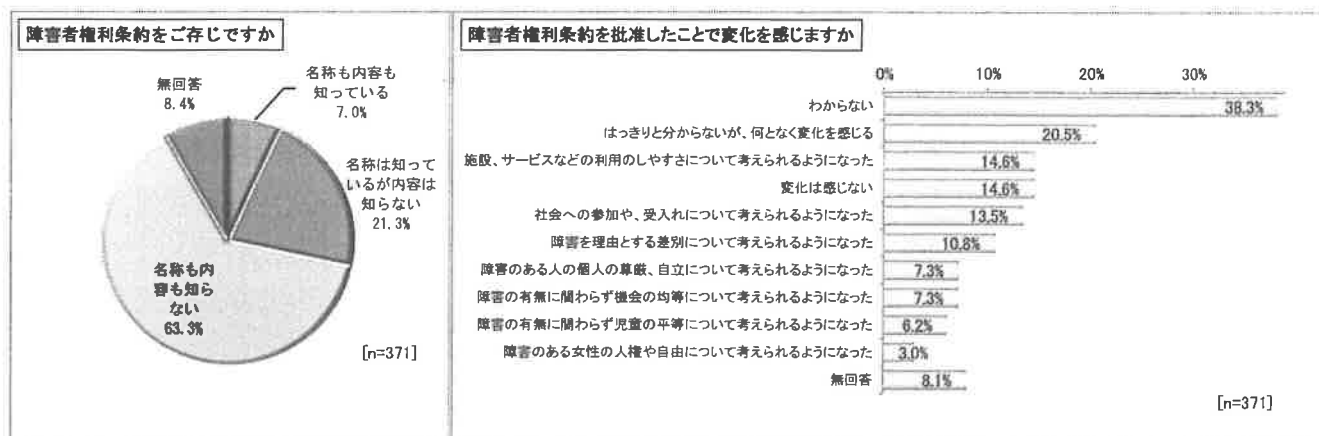 障害者権利条約をご存じですか
無回答
8.4%
名称も内容も
知っている
7.0%
名称は知って
いるが内容は
知らない
21.3%
名称も内
容も知ら
ない
63.3%
[n=371]
障害者権利条約を批准したことで変化を感じますか
0% 10% 20% 30%
わからない 38.3%
はっきりと分からないが、何となく変化を感じる 20.5%
施設、サービスなどの利用のしやすさについて考えられるようになった 14.6%
変化は感じない 14.6%
社会への参加や、受入れについて考えられるようになった 13.5%
障害を理由とする差別について考えられるようになった 10.8%
障害のある人の個人の尊厳、自立について考えられるようになった 7.3%
障害の有無に関わらず機会の均等について考えられるようになった 7.3%
障害の有無に関わらず児童の平等について考えられるようになった 6.2%
障害のある女性の人権や自由について考えられるようになった 3.0%
無回答 8.1%
[n=371]